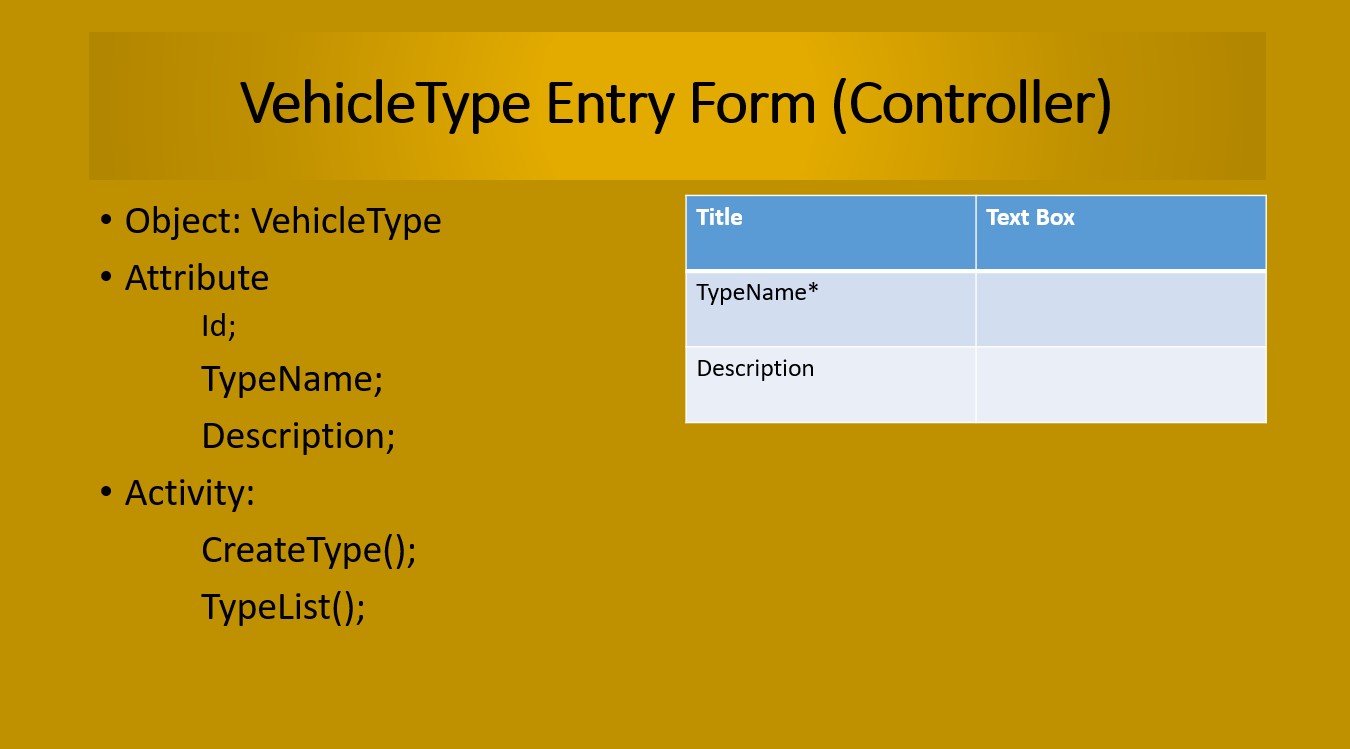 VehicleType Entry Form (Controller)
• Object: VehicleType
• Attribute
Id;
TypeName;
Description;
• Activity:
CreateType();
TypeList();
Title Text Box
TypeName*
Description